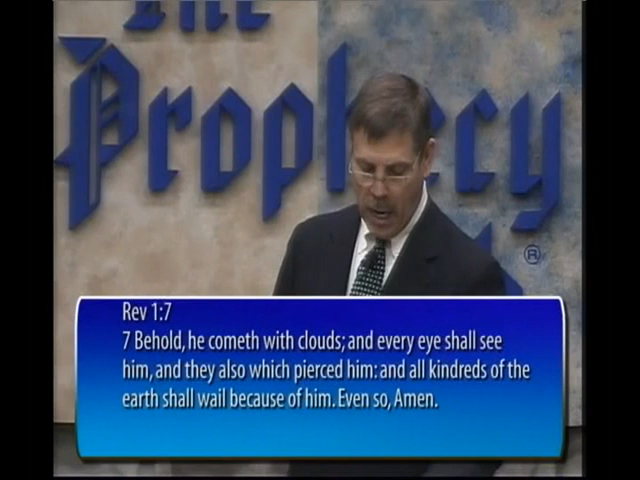 The
Prophecy
®
Rev 1:7
7 Behold, he cometh with clouds; and every eye shall see
him, and they also which pierced him: and all kindreds of the
earth shall wail because of him. Even so, Amen.